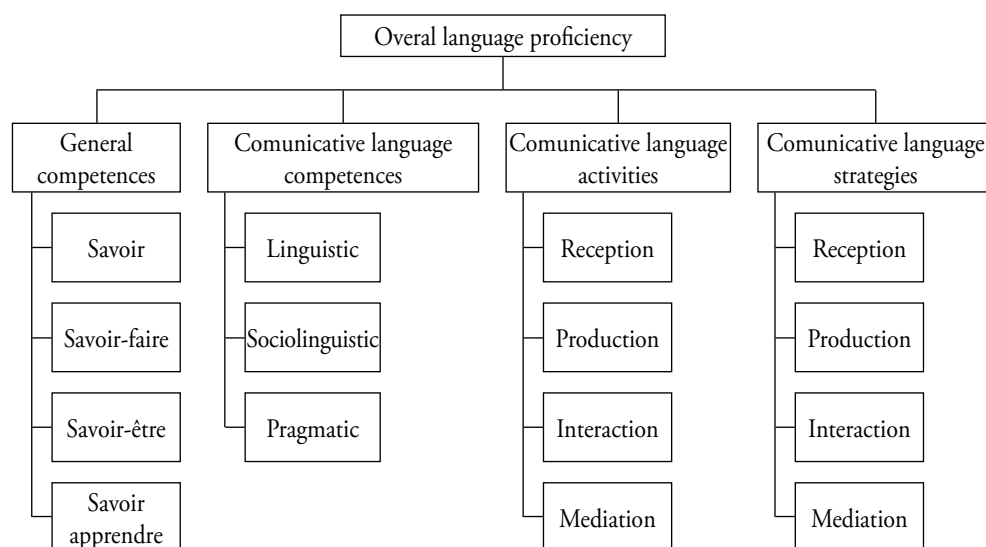 Overal language proficiency
General
competences
Comunicative language
competences
Comunicative language
activities
Comunicative language
strategies
Savoir
Linguistic
Reception
Reception
Savoir-faire
Sociolinguistic
Production
Production
Savoir-être
Pragmatic
Interaction
Interaction
Savoir
apprendre
Mediation
Mediation